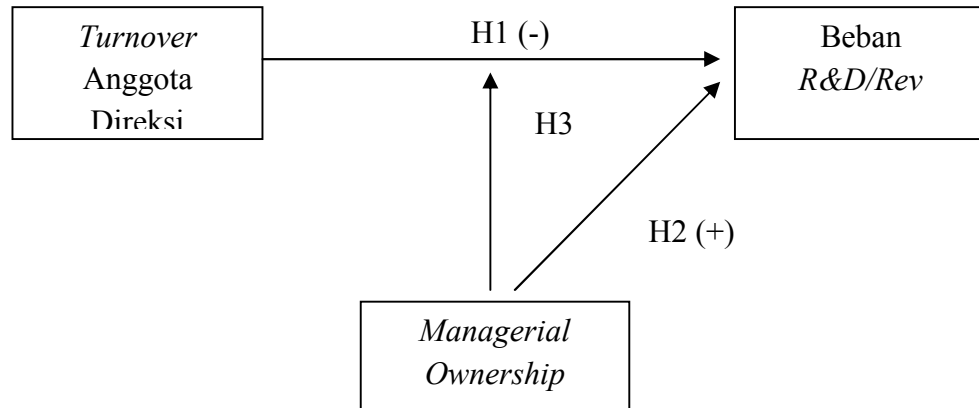 Turnover
Anggota
Direksi
H1 (-)
Beban
R&D/Rev
H3
H2 (+)
Managerial
Ownership